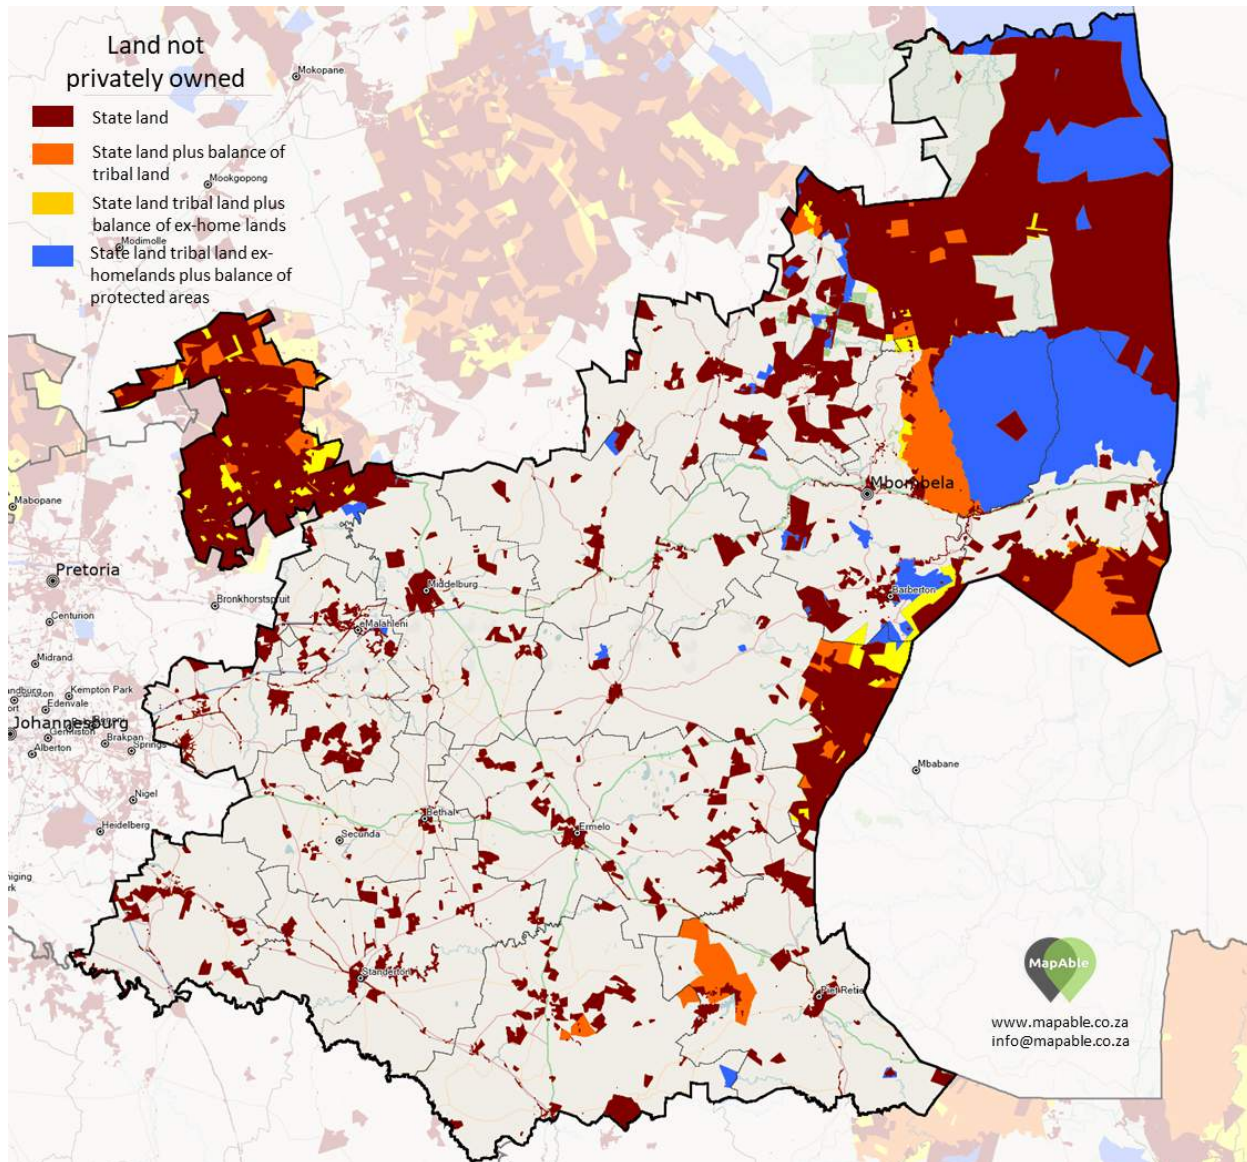 Land not
privately owned
State land
State land plus balance of
tribal land
State land tribal land plus
balance of ex-home lands
State land tribal land ex-
homelands plus balance of
protected areas
Mokopane
Mookgopong
Modimolle
Mabopane
Pretoria
Centurion
Bronkhorstspruit
Midrand
Kempton Park
Edenvale
Johannesburg
Germiston
Alberton
Brakpan
Springs
Nigel
Heidelberg
Middelburg
eMalahleni
Mbombela
Barberton
Mbabane
Bethal
Secunda
Ermelo
Standerton
Piet Retie
MapAble
www.mapable.co.za
info@mapable.co.za